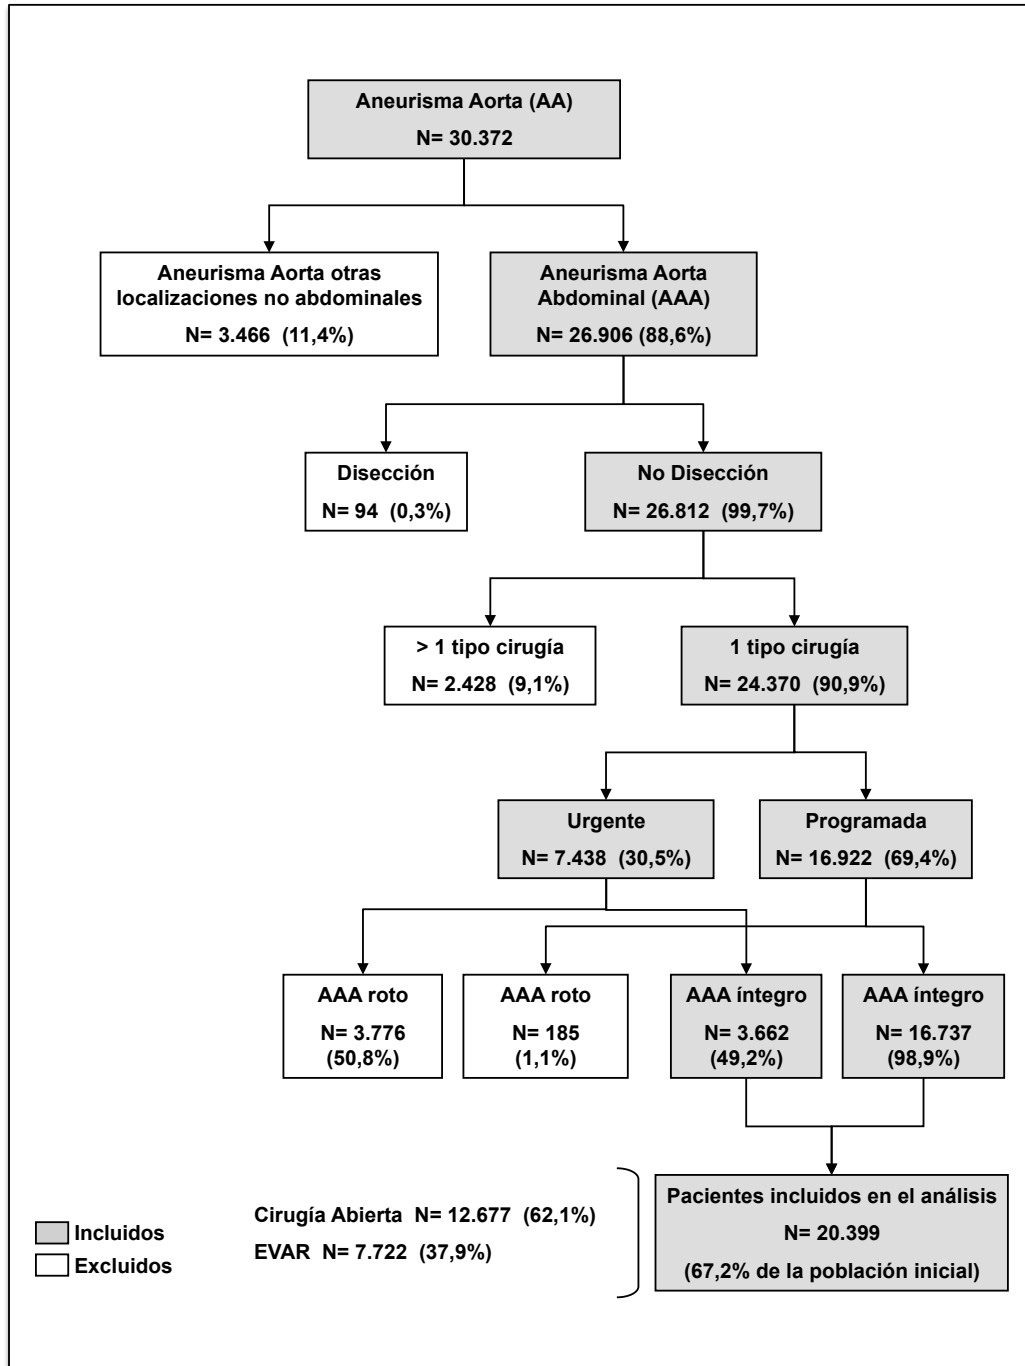 Aneurisma Aorta (AA)
N= 30.372
Aneurisma Aorta otras
localizaciones no abdominales
N= 3.466 (11,4%)
Aneurisma Aorta
Abdominal (AAA)
N= 26.906 (88,6%)
Disección
N= 94 (0,3%)
No Disección
N= 26.812 (99,7%)
> 1 tipo cirugía
N= 2.428 (9,1%)
1 tipo cirugía
N= 24.370 (90,9%)
Urgente
N= 7.438 (30,5%)
Programada
N= 16.922 (69,4%)
AAA roto
N= 3.776
(50,8%)
AAA roto
N= 185
(1,1%)
AAA íntegro
N= 3.662
(49,2%)
AAA íntegro
N= 16.737
(98,9%)
Pacientes incluidos en el análisis
N= 20.399
(67,2% de la población inicial)
Cirugía Abierta N= 12.677 (62,1%)
EVAR N= 7.722 (37,9%)
Incluidos
Excluidos